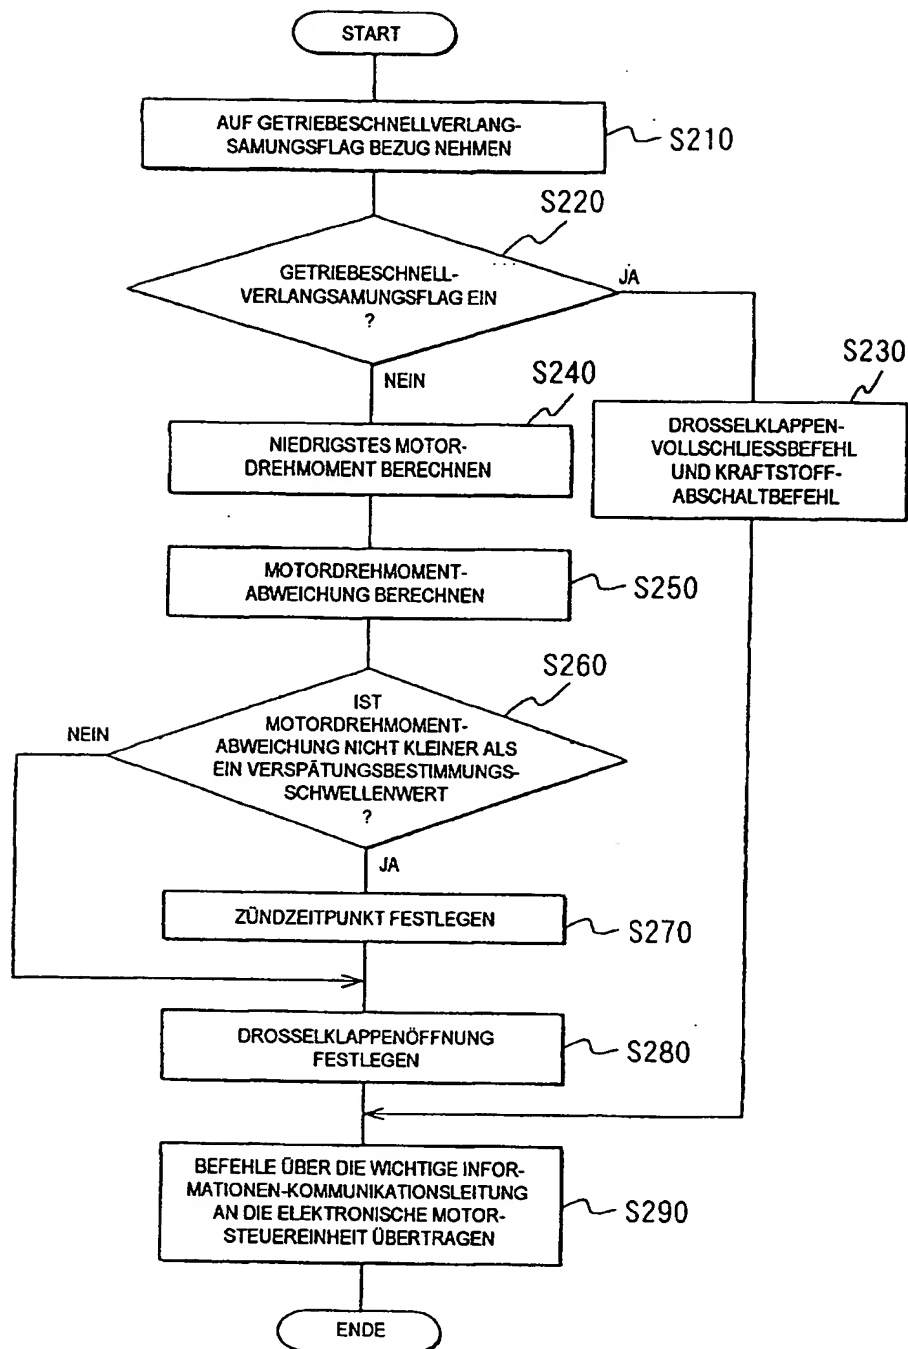 START
AUF GETRIEBESCHNELLVERLANG-
SAMUNGSFLAG BEZUG NEHMEN
S210
S220
GETRIEBESCHNELL-
VERLANGSAMUNGSFLAG EIN
?
JA
NEIN
S230
DROSSELKLAPPEN-
VOLLSCHLIESSBEFEHL
UND KRAFTSTOFF-
ABSCHALTBEFEHL
S240
NIEDRIGSTES MOTOR-
DREHMOMENT BERECHNEN
MOTORDREHMOMENT-
ABWEICHUNG BERECHNEN
S250
S260
IST
MOTORDREHMOMENT-
ABWEICHUNG NICHT KLEINER ALS
EIN VERSPÄTUNGSBESTIMMUNGS-
SCHWELLENWERT
?
NEIN
JA
ZÜNDZEITPUNKT FESTLEGEN
S270
DROSSELKLAPPENÖFFNUNG
FESTLEGEN
S280
BEFEHLE ÜBER DIE WICHTIGE INFOR-
MATIONEN-KOMMUNIKATIONSLEITUNG
AN DIE ELEKTRONISCHE MOTOR-
STEUEREINHEIT ÜBERTRAGEN
S290
ENDE